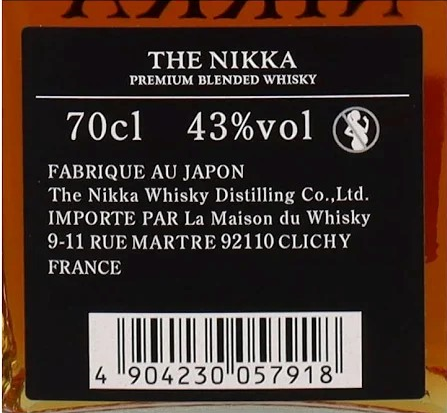 NIKKA
THE NIKKA
PREMIUM BLENDED WHISKY
70cl 43%vol
FABRIQUE AU JAPON
The Nikka Whisky Distilling Co.,Ltd.
IMPORTE PAR La Maison du Whisky
9-11 RUE MARTRE 92110 CLICHY
FRANCE
4 904230 057918